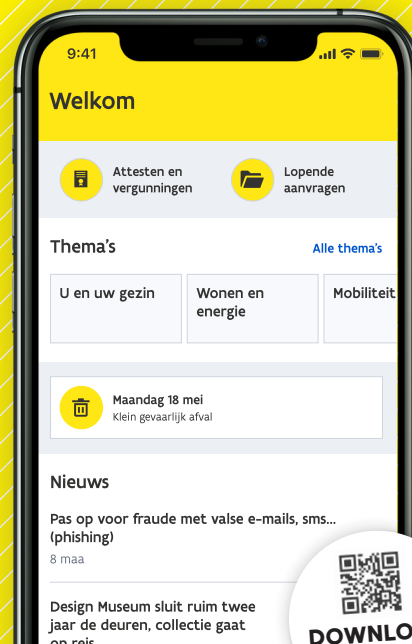 9:41
Welkom
Attesten en
vergunningen
Lopende
aanvragen
Thema's
Alle thema's
U en uw gezin
Wonen en
energie
Mobiliteit
Maandag 18 mei
Klein gevaarlijk afval
Nieuws
Pas op voor fraude met valse e-mails, sms...
(phishing)
8 maa
Design Museum sluit ruim twee
jaar de deuren, collectie gaat
op reis
DOWNLO